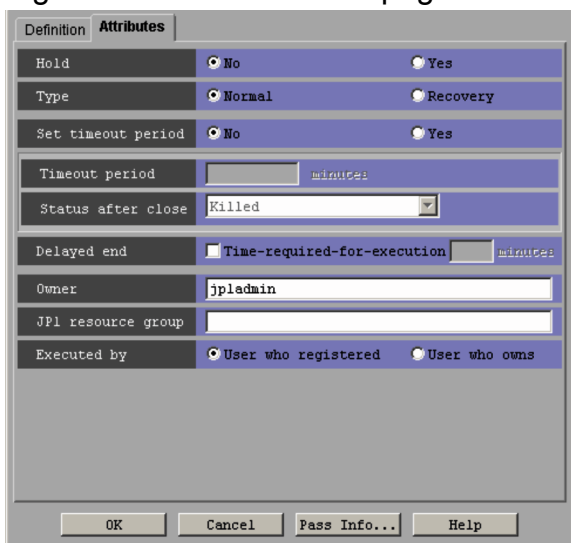 Definition Attributes
Hold No Yes
Type Normal Recovery
Set timeout period No Yes
Timeout period minutes
Status after close Killed
Delayed end Time-required-for-execution minutes
Owner jp1admin
JP1 resource group
Executed by User who registered User who owns
OK Cancel Pass Info... Help